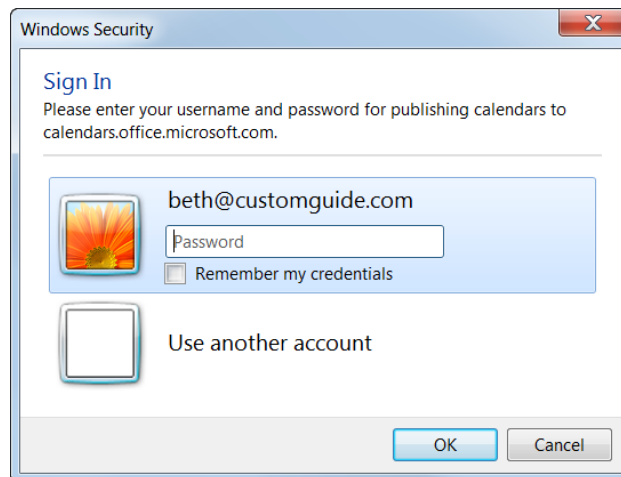 Windows Security
Sign In
Please enter your username and password for publishing calendars to
calendars.office.microsoft.com.
beth@customguide.com
Password
Remember my credentials
Use another account
OK
Cancel